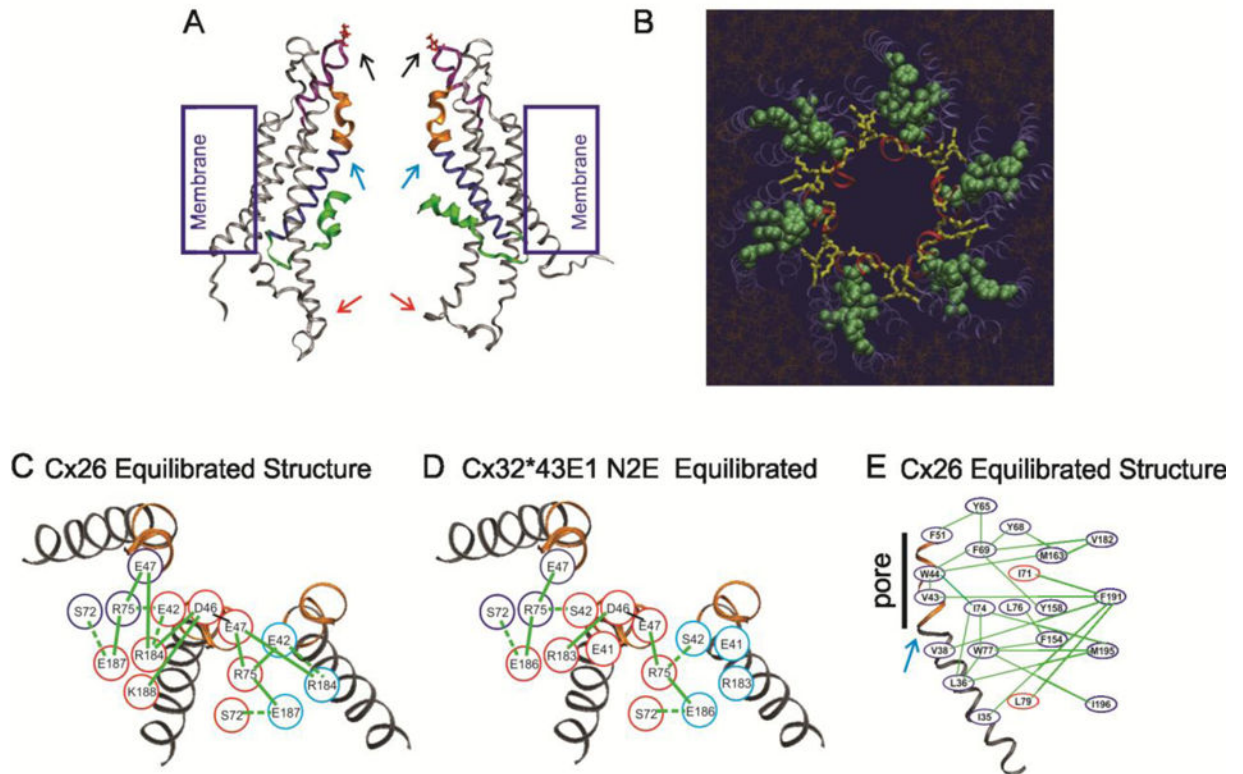 A
B
Membrane
Membrane
C Cx26 Equilibrated Structure
D Cx32*43E1 N2E Equilibrated
E Cx26 Equilibrated Structure
E47
S72
R75
E42
D46
E47
E42
E187
R184
K188
R75
R184
S72
E187
E47
S72
R75
S42
D46
E47
S42
E41
E186
R183
E41
R75
R183
S72
E186
pore
Y65
F51
Y68
F69
V182
M163
W44
I71
V43
I74
L76
Y158
F191
V38
W77
F154
M195
L36
I35
L79
I196